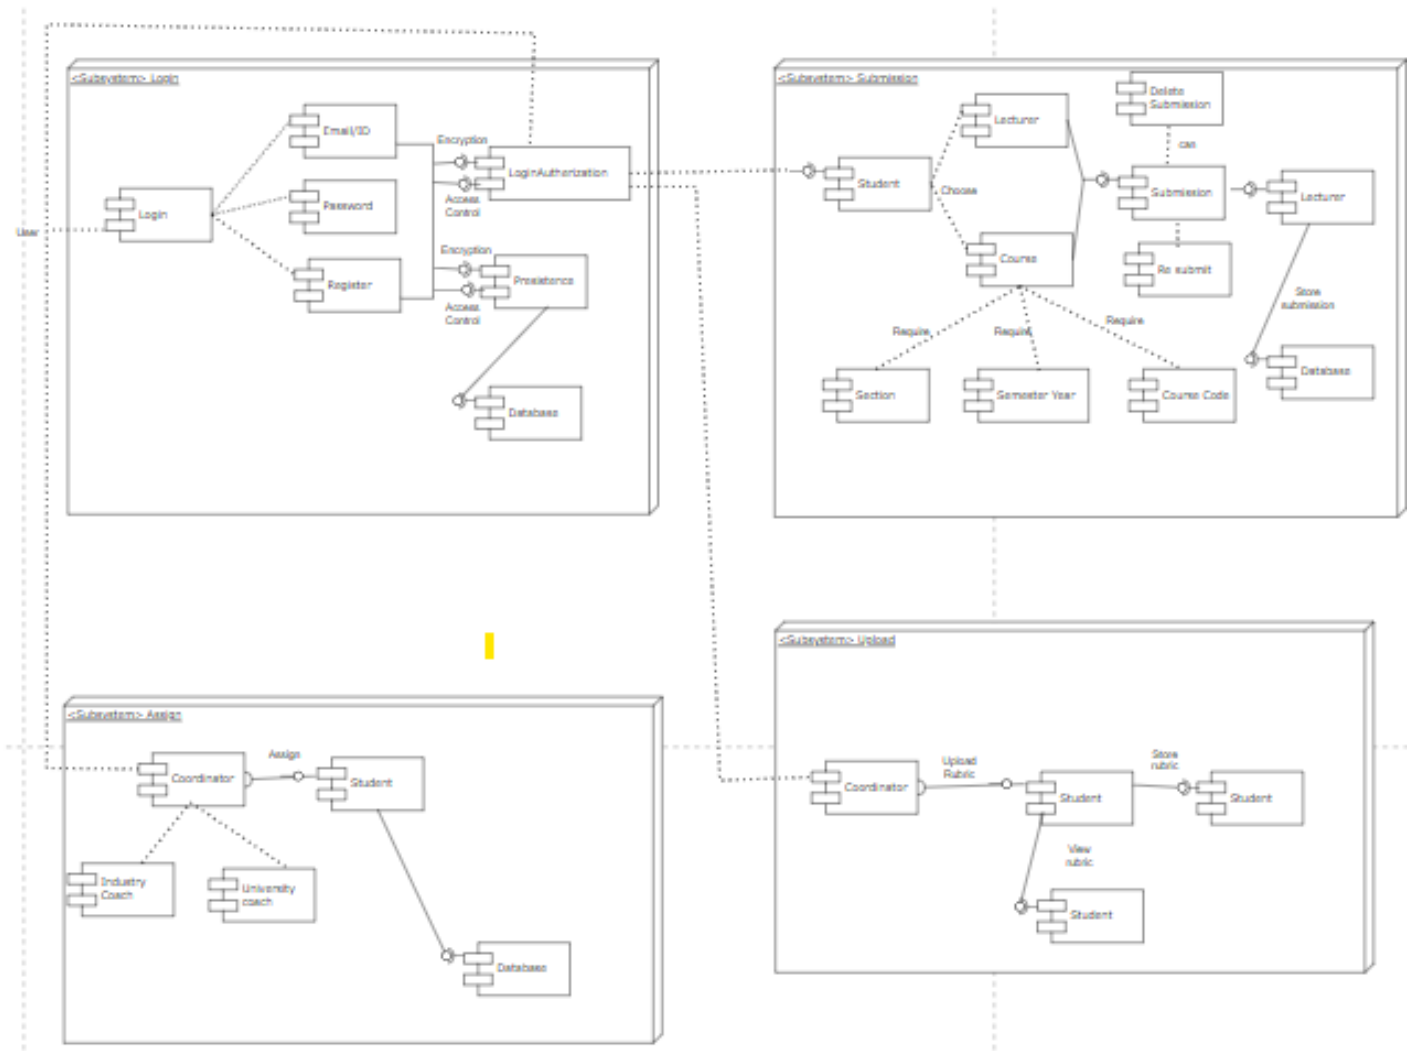 <Subsystem> Login
Email/ID
Encryption
LoginAutherization
Login
Password
Access
Control
User
Encryption
Register
Presistence
Access
Control
Database
<Subsystem> Submission
Delete
Submission
Lecturer
can
Student
Choose
Submission
Lecturer
Course
Re submit
Store
submission
Require
Require
Require
Section
Semester Year
Course Code
Database
<Subsystem> Assign
Coordinator
Assign
Student
Industry
Coach
University
coach
Database
<Subsystem> Upload
Coordinator
Upload
Rubric
Student
Store
rubric
Student
View
rubric
Student